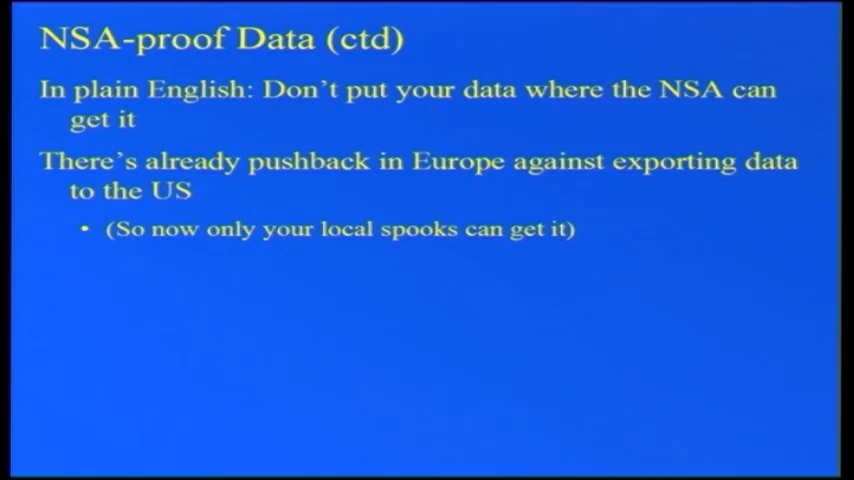 NSA-proof Data (ctd)
In plain English: Don't put your data where the NSA can
get it
There's already pushback in Europe against exporting data
to the US
• (So now only your local spooks can get it)